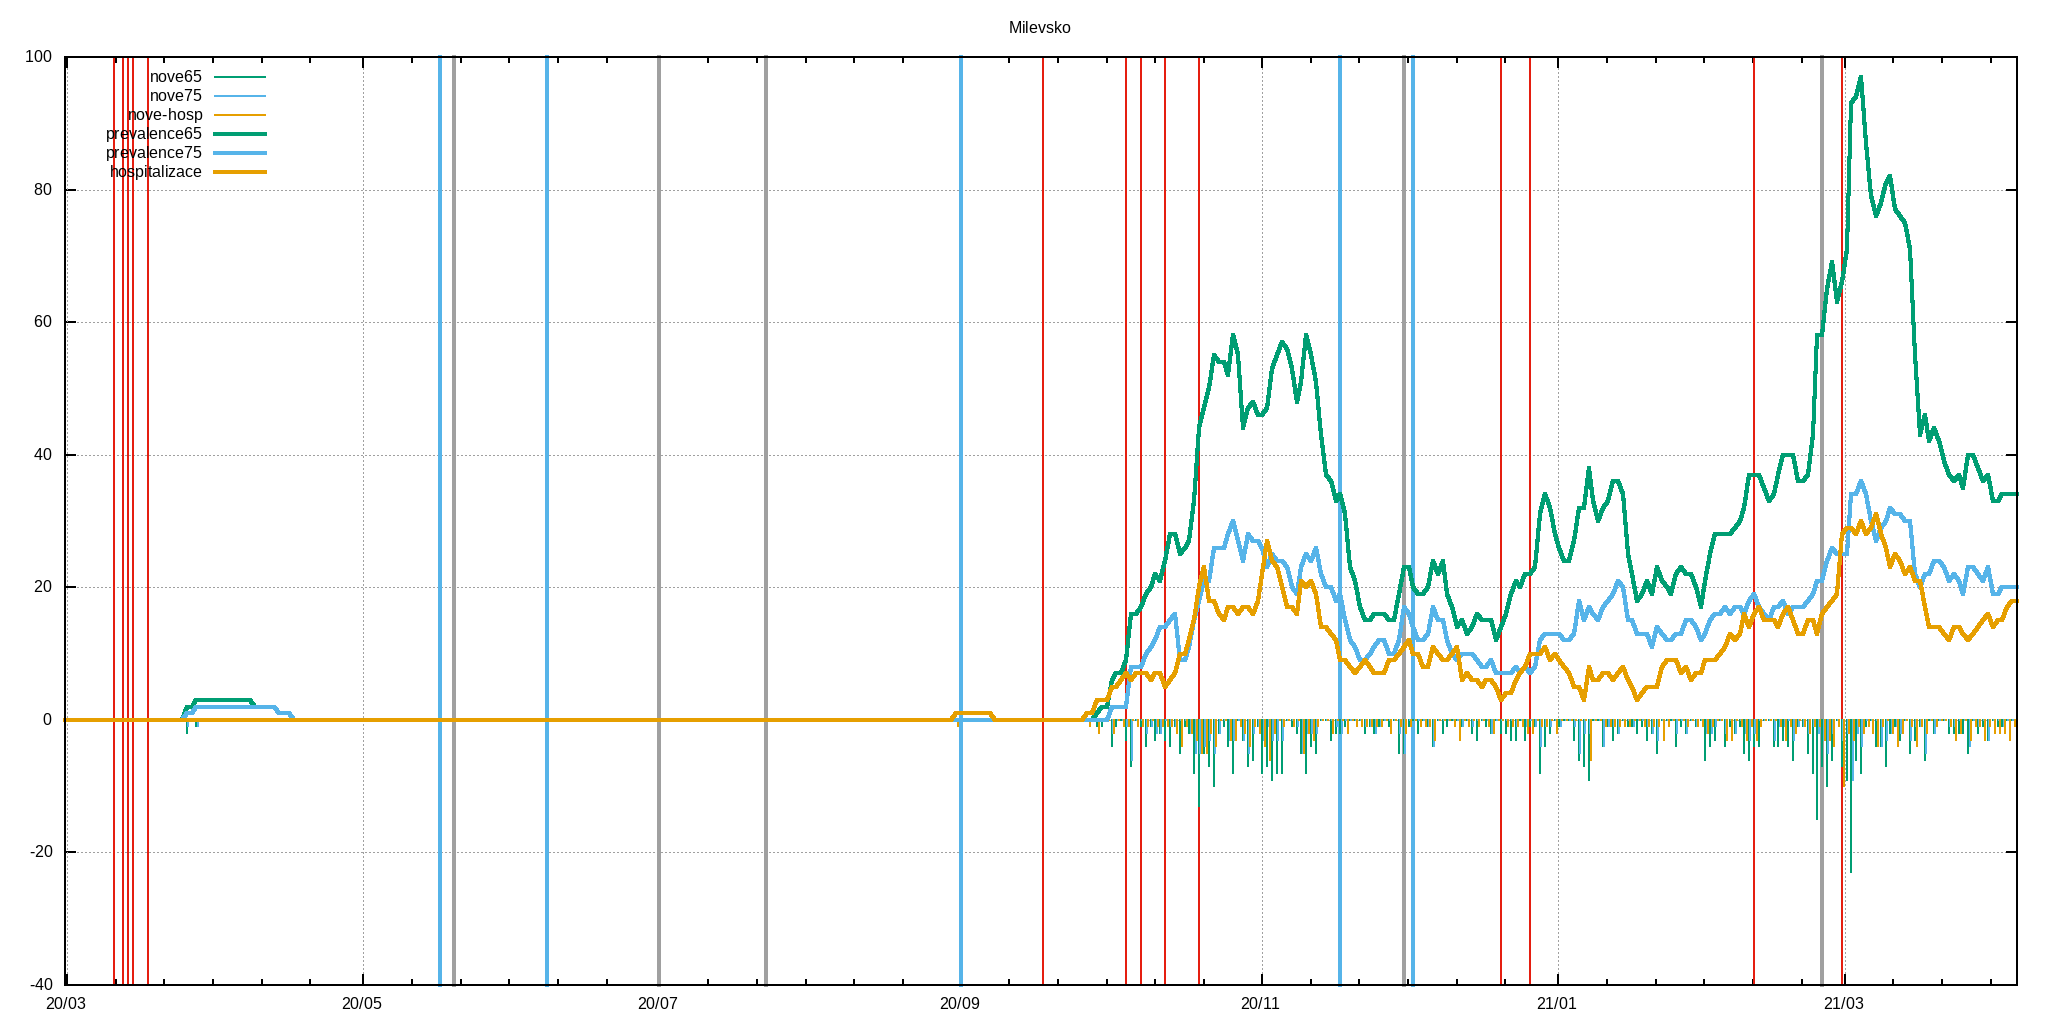 Milevsko
100
80
60
40
20
0
-20
-40
nove65
nove75
nove-hosp
prevalence65
prevalence75
hospitalizace
20/03 20/05 20/07 20/09 20/11 21/01 21/03